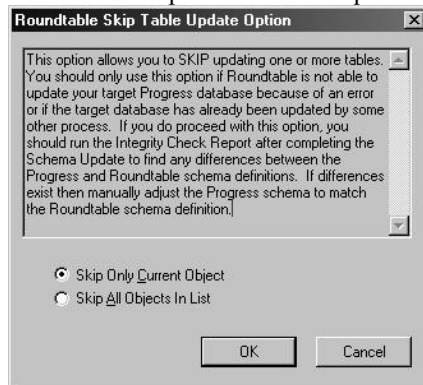 Roundtable Skip Table Update Option
This option allows you to SKIP updating one or more tables.
You should only use this option if Roundtable is not able to
update your target Progress database because of an error
or if the target database has already been updated by some
other process. If you do proceed with this option, you
should run the Integrity Check Report after completing the
Schema Update to find any differences between the
Progress and Roundtable schema definitions. If differences
exist then manually adjust the Progress schema to match
the Roundtable schema definition.
Skip Only Current Object
Skip All Objects In List
OK Cancel